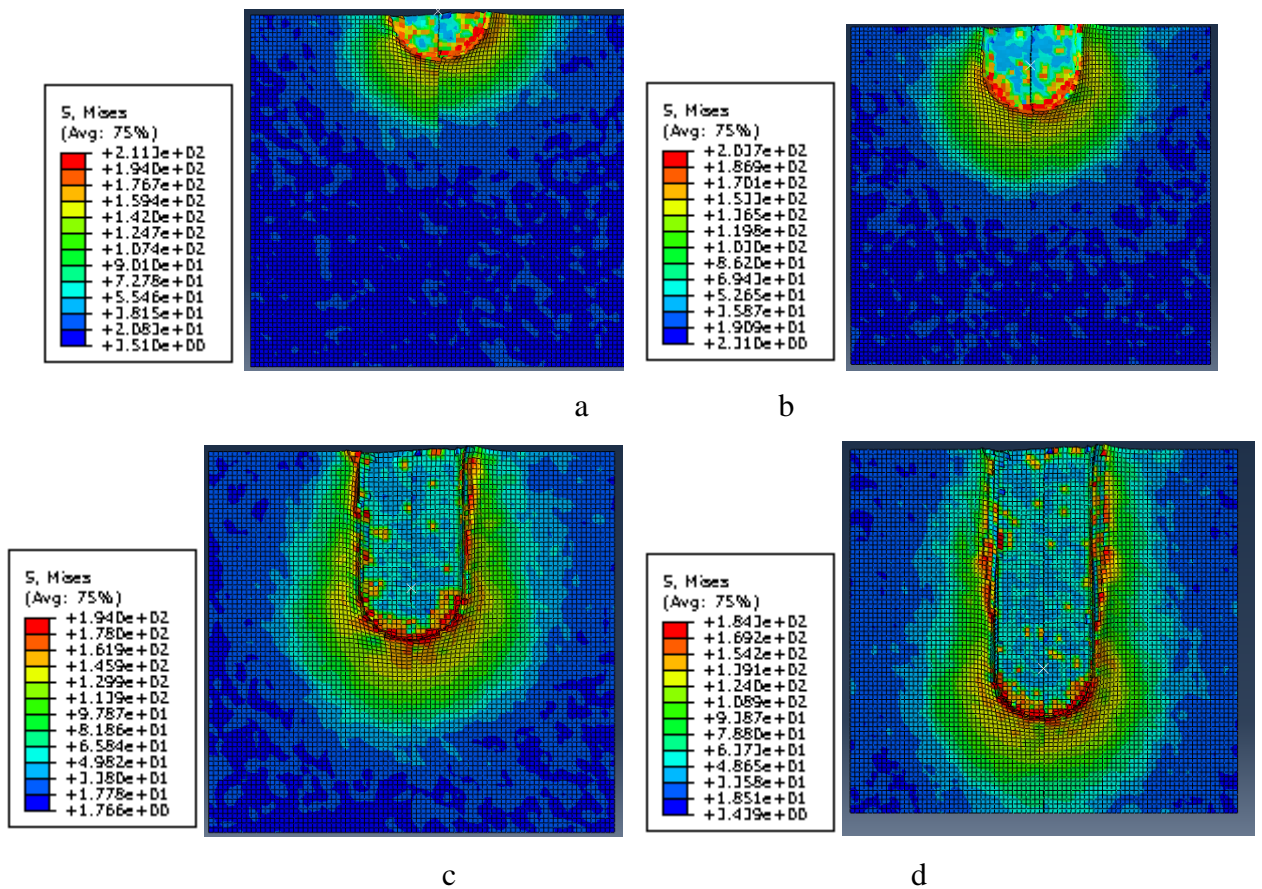 S, Mises
(Avg: 75%)
+2.113e+02
+1.940e+02
+1.767e+02
+1.594e+02
+1.420e+02
+1.247e+02
+1.074e+02
+9.010e+01
+7.278e+01
+5.546e+01
+3.815e+01
+2.083e+01
+3.510e+00
S, Mises
(Avg: 75%)
+2.037e+02
+1.869e+02
+1.701e+02
+1.533e+02
+1.365e+02
+1.198e+02
+1.030e+02
+8.620e+01
+6.943e+01
+5.265e+01
+3.587e+01
+1.909e+01
+2.310e+00
a
b
S, Mises
(Avg: 75%)
+1.940e+02
+1.780e+02
+1.619e+02
+1.459e+02
+1.299e+02
+1.139e+02
+9.787e+01
+8.186e+01
+6.584e+01
+4.982e+01
+3.380e+01
+1.778e+01
+1.766e+00
S, Mises
(Avg: 75%)
+1.843e+02
+1.692e+02
+1.542e+02
+1.391e+02
+1.240e+02
+1.089e+02
+9.387e+01
+7.880e+01
+6.373e+01
+4.865e+01
+3.358e+01
+1.851e+01
+3.439e+00
c
d